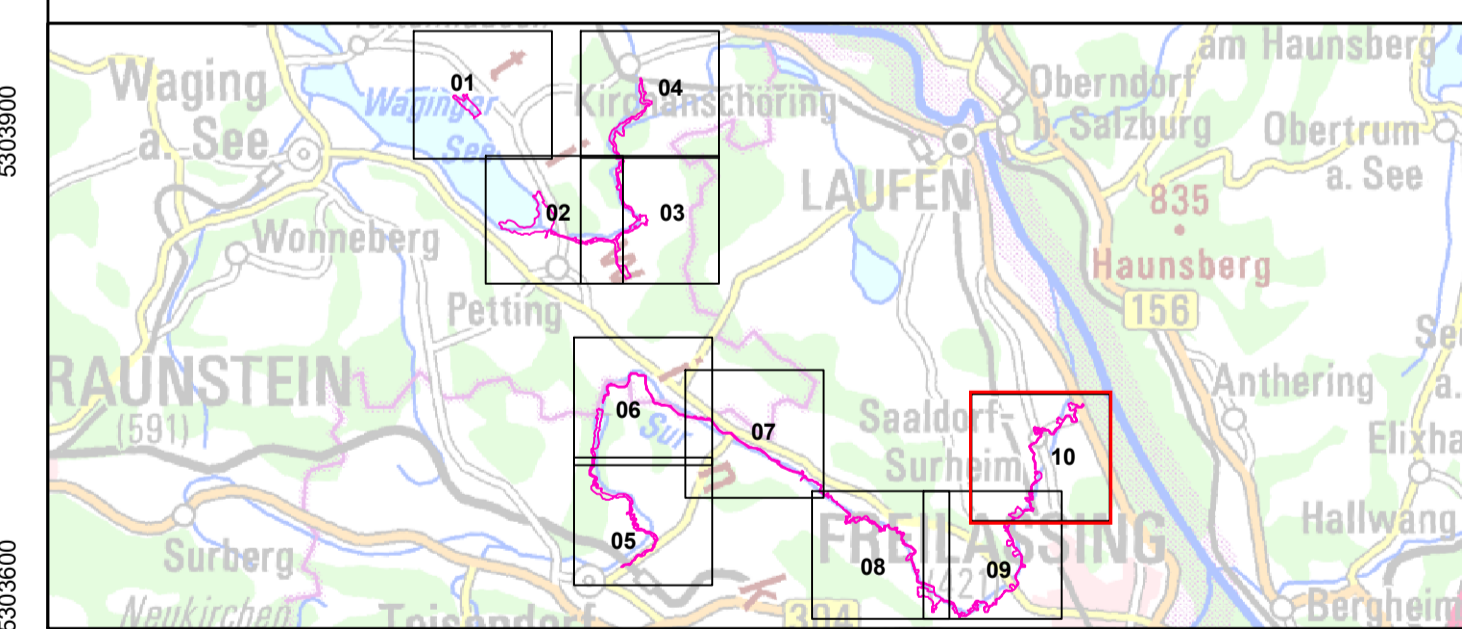 am Haunsberg
Waging
a. See
01
Waginger
See
04
Kirchanschöring
Oberndorf
b. Salzburg
Obertrum
a. See
5303900
LAUFEN
835
Haunsberg
02
03
Wonneberg
Petting
156
RAUNSTEIN
(591)
Anthering
06
Sur
07
Saaldorf-
Surheim
10
Hallwang
FREILASSING
Surberg
05
08
09
5303600
Neukirchen
Teisendorf
304
Bergheim